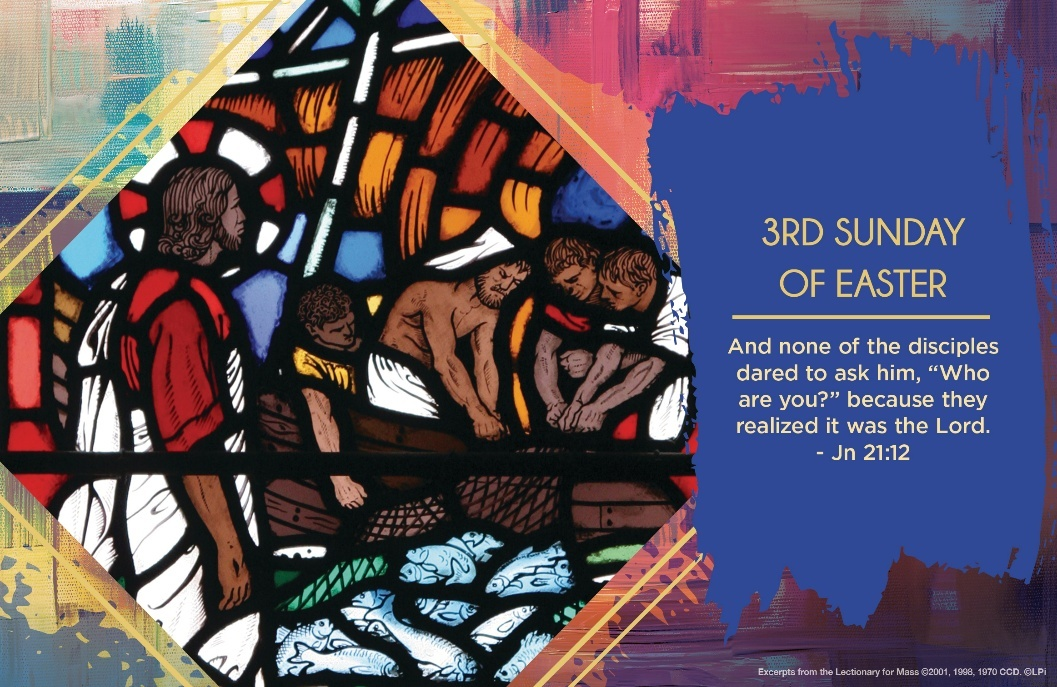 3RD SUNDAY
OF EASTER
And none of the disciples
dared to ask him, “Who
are you?” because they
realized it was the Lord.
- Jn 21:12
Excerpts from the Lectionary for Mass ©2001, 1998, 1970 CCD. ©LPi